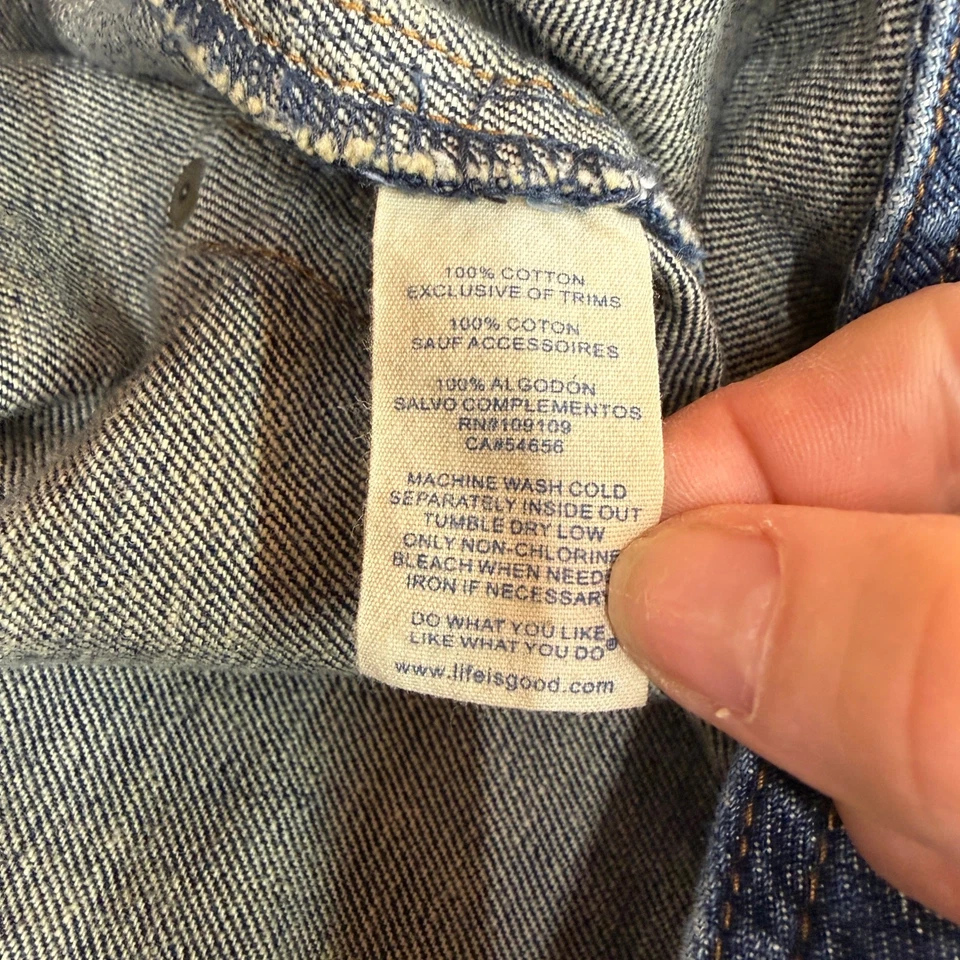 100% COTTON
EXCLUSIVE OF TRIMS
100% COTON
SAUF ACCESSOIRES
100% ALGODÓN
SALVO COMPLEMENTOS
RN#109109
CA#54656
MACHINE WASH COLD
SEPARATELY INSIDE OUT
TUMBLE DRY LOW
ONLY NON-CHLORINE
BLEACH WHEN NEEDE
IRON IF NECESSARY
DO WHAT YOU LIKE
LIKE WHAT YOU DO®
www.lifeisgood.com